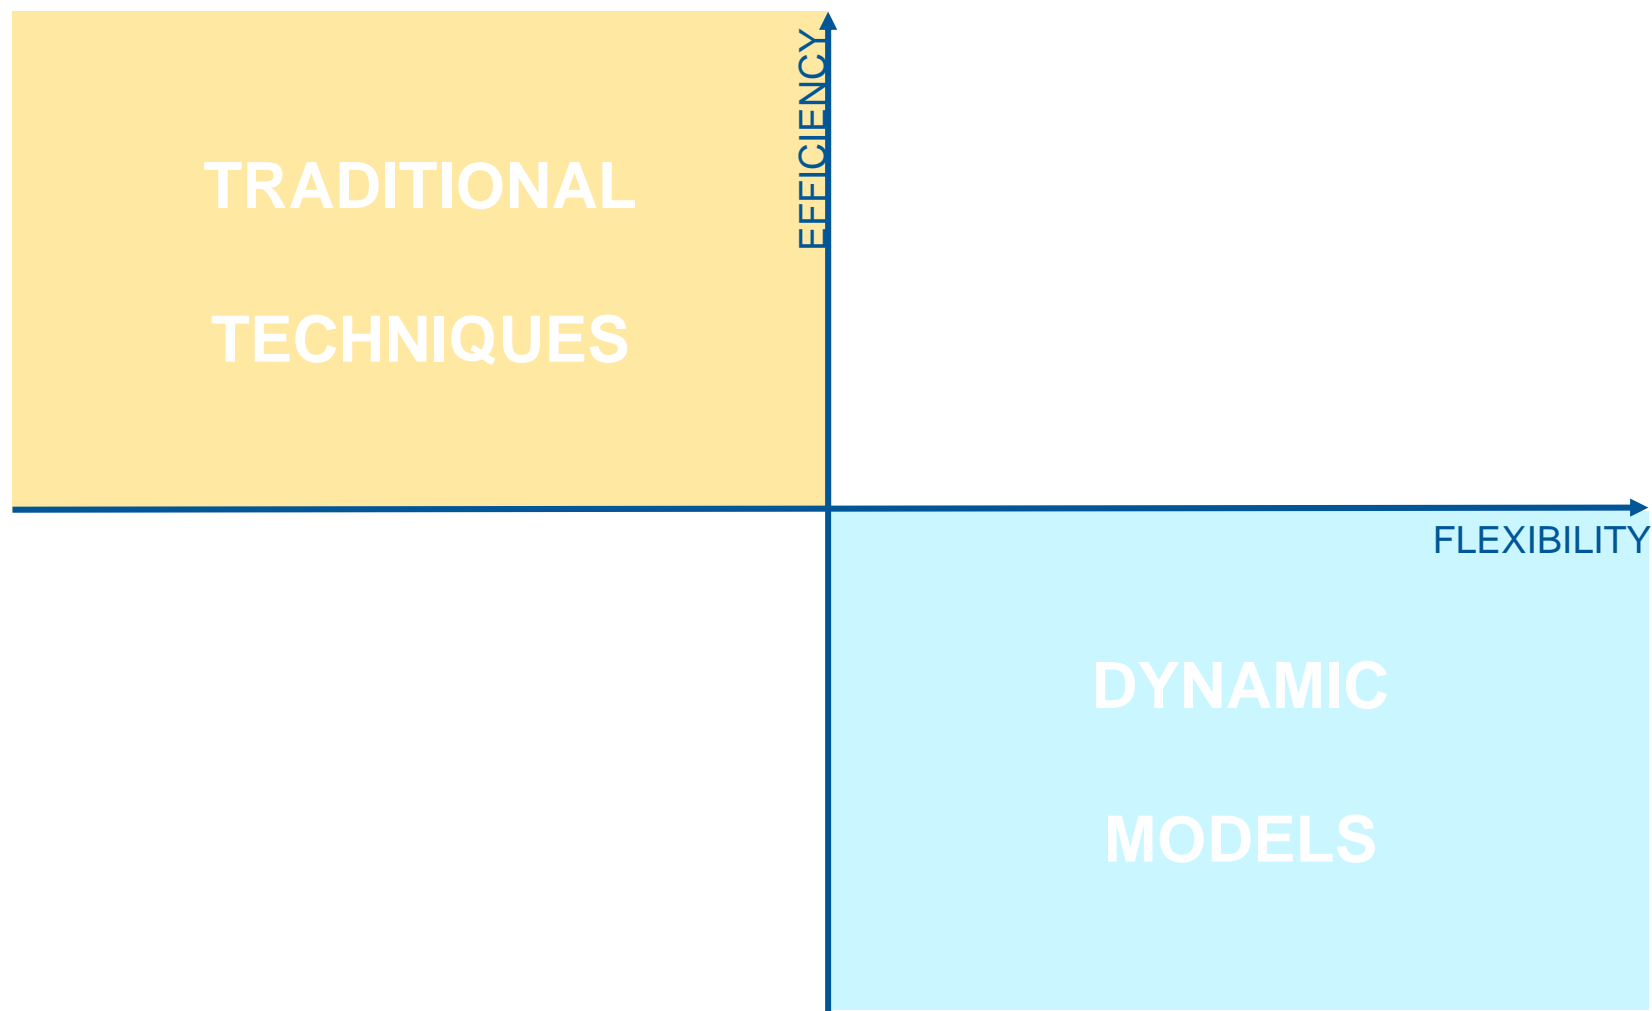 EFFICIENCY
TRADITIONAL
TECHNIQUES
FLEXIBILITY
DYNAMIC
MODELS